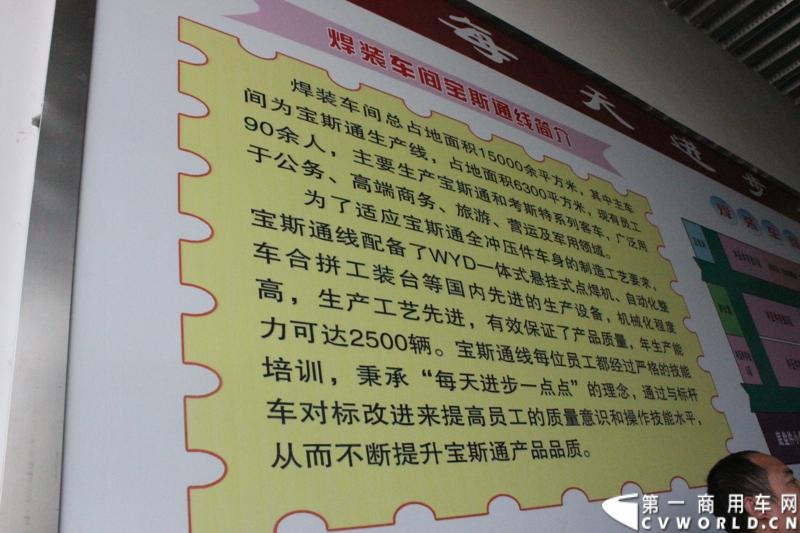 每天进步
焊装车间宝斯通线简介
焊装车间总占地面积15000余平方米，其中主车
间为宝斯通生产线，占地面积6300平方米，现有员工
90余人，主要生产宝斯通和考斯特系列客车，广泛用
于公务、高端商务、旅游、营运及军用领域。
为了适应宝斯通全冲压件车身的制造工艺要求，
宝斯通线配备了WYD一体式悬挂式点焊机、自动化整
车合拼工装台等国内先进的生产设备，机械化程度
高，生产工艺先进，有效保证了产品质量，年生产能
力可达2500辆。宝斯通线每位员工都经过严格的技能
培训，秉承“每天进步一点点”的理念，通过与标杆
车对标改进来提高员工的质量意识和操作技能水平，
从而不断提升宝斯通产品品质。
焊装车
第一商用车网
CVWORLD.CN